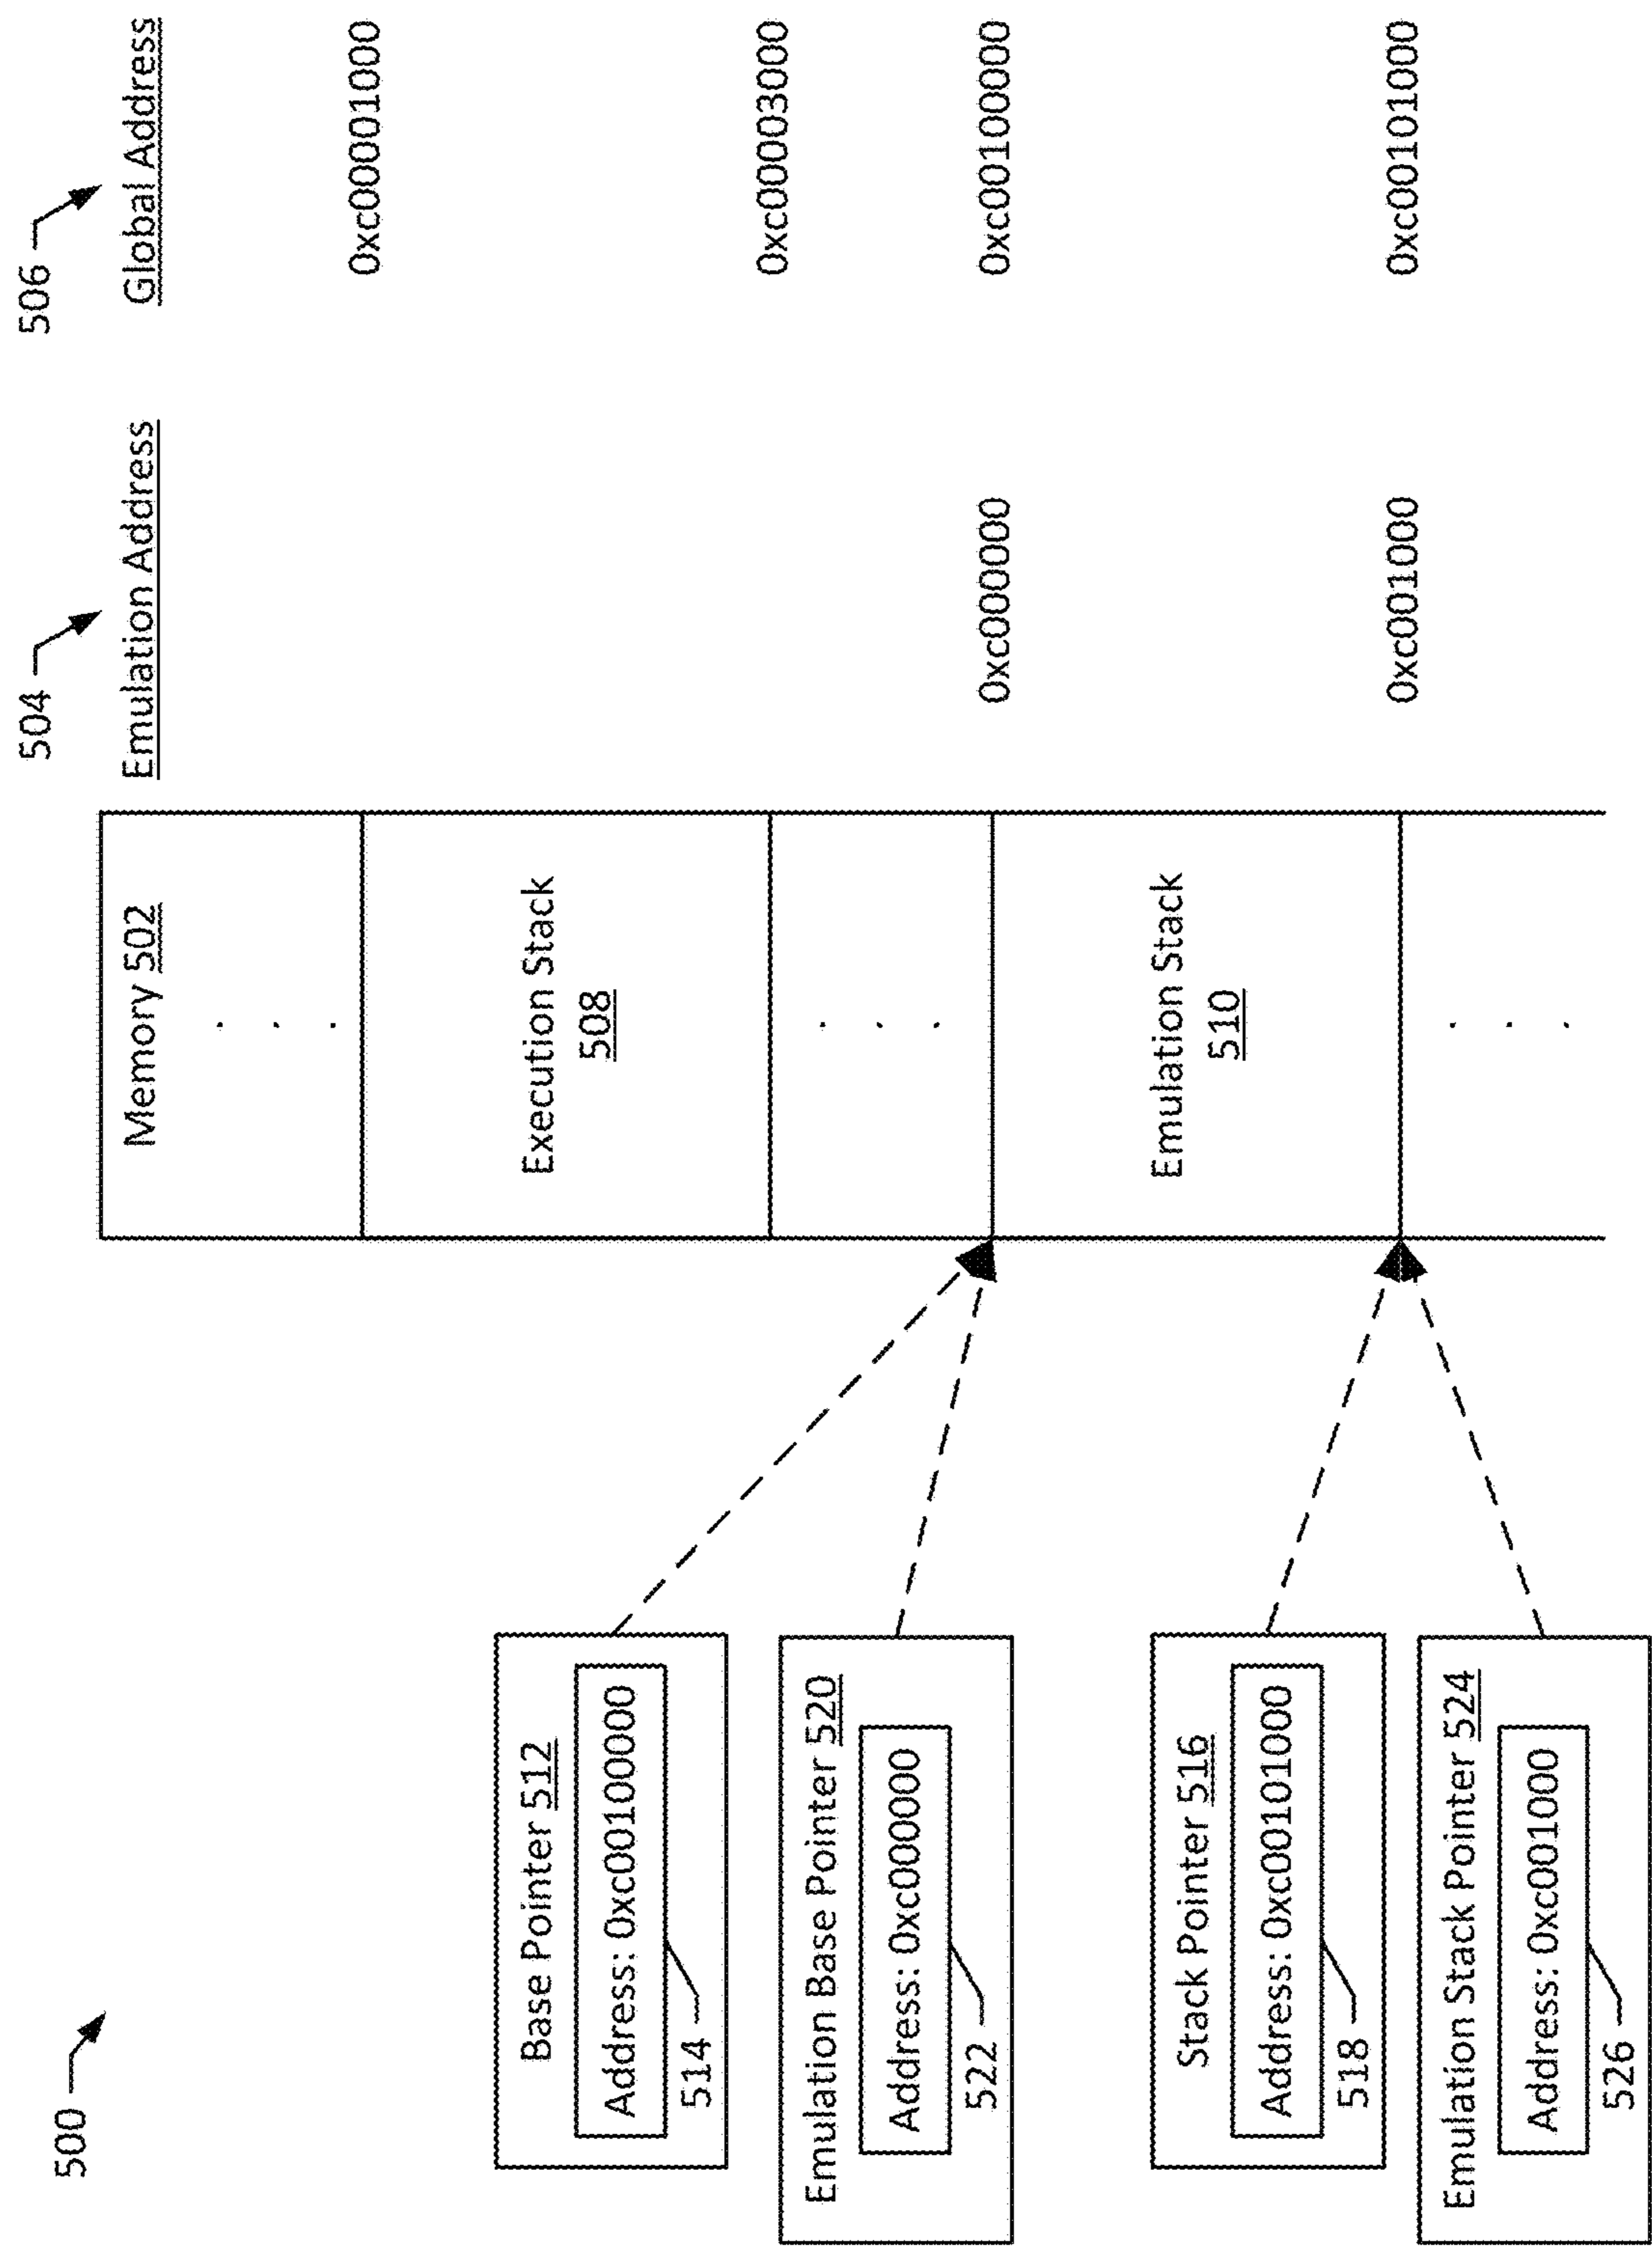 500
504
506
Memory 502
Emulation Address
Global Address
0xc00001000
Base Pointer 512
Address: 0xc00100000
514
Execution Stack
508
0xc00003000
Emulation Base Pointer 520
Address: 0xc000000
522
0xc000000
0xc00100000
Stack Pointer 516
Address: 0xc00101000
518
Emulation Stack
510
0xc001000
0xc00101000
Emulation Stack Pointer 524
Address: 0xc001000
526